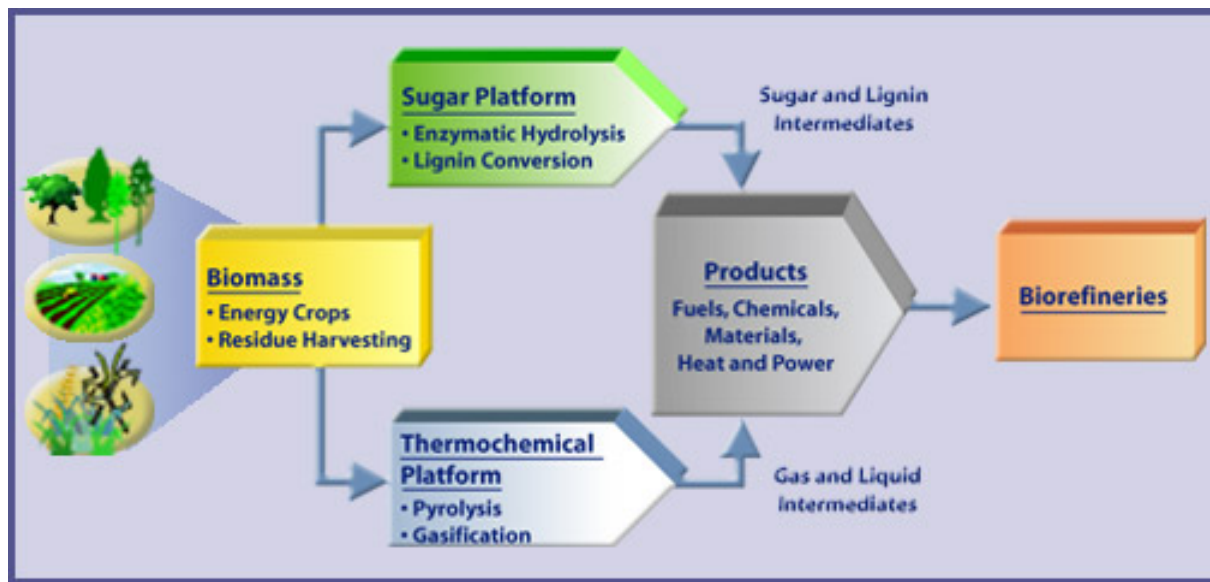 Sugar Platform
• Enzymatic Hydrolysis
• Lignin Conversion
Sugar and Lignin
Intermediates
Biomass
• Energy Crops
• Residue Harvesting
Products
Fuels, Chemicals,
Materials,
Heat and Power
Biorefineries
Thermochemical
Platform
• Pyrolysis
• Gasification
Gas and Liquid
Intermediates